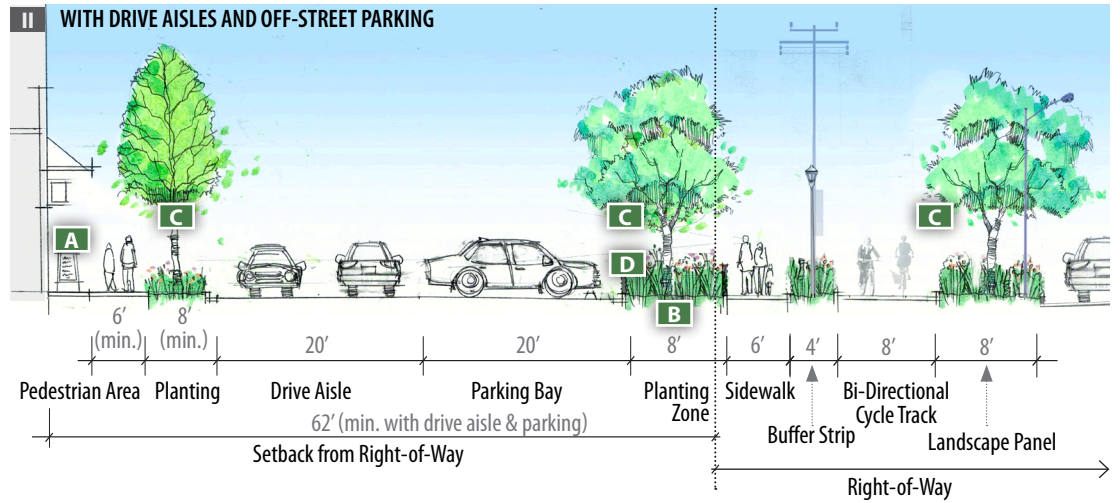 II WITH DRIVE AISLES AND OFF-STREET PARKING
C
A
C
C
D
B
6’ (min.)
8’ (min.)
20’
20’
8’
6’
4’
8’
8’
Pedestrian Area
Planting
Drive Aisle
Parking Bay
Planting
Zone
Sidewalk
Buffer Strip
Bi-Directional
Cycle Track
Landscape Panel
62’ (min. with drive aisle & parking)
Setback from Right-of-Way
Right-of-Way